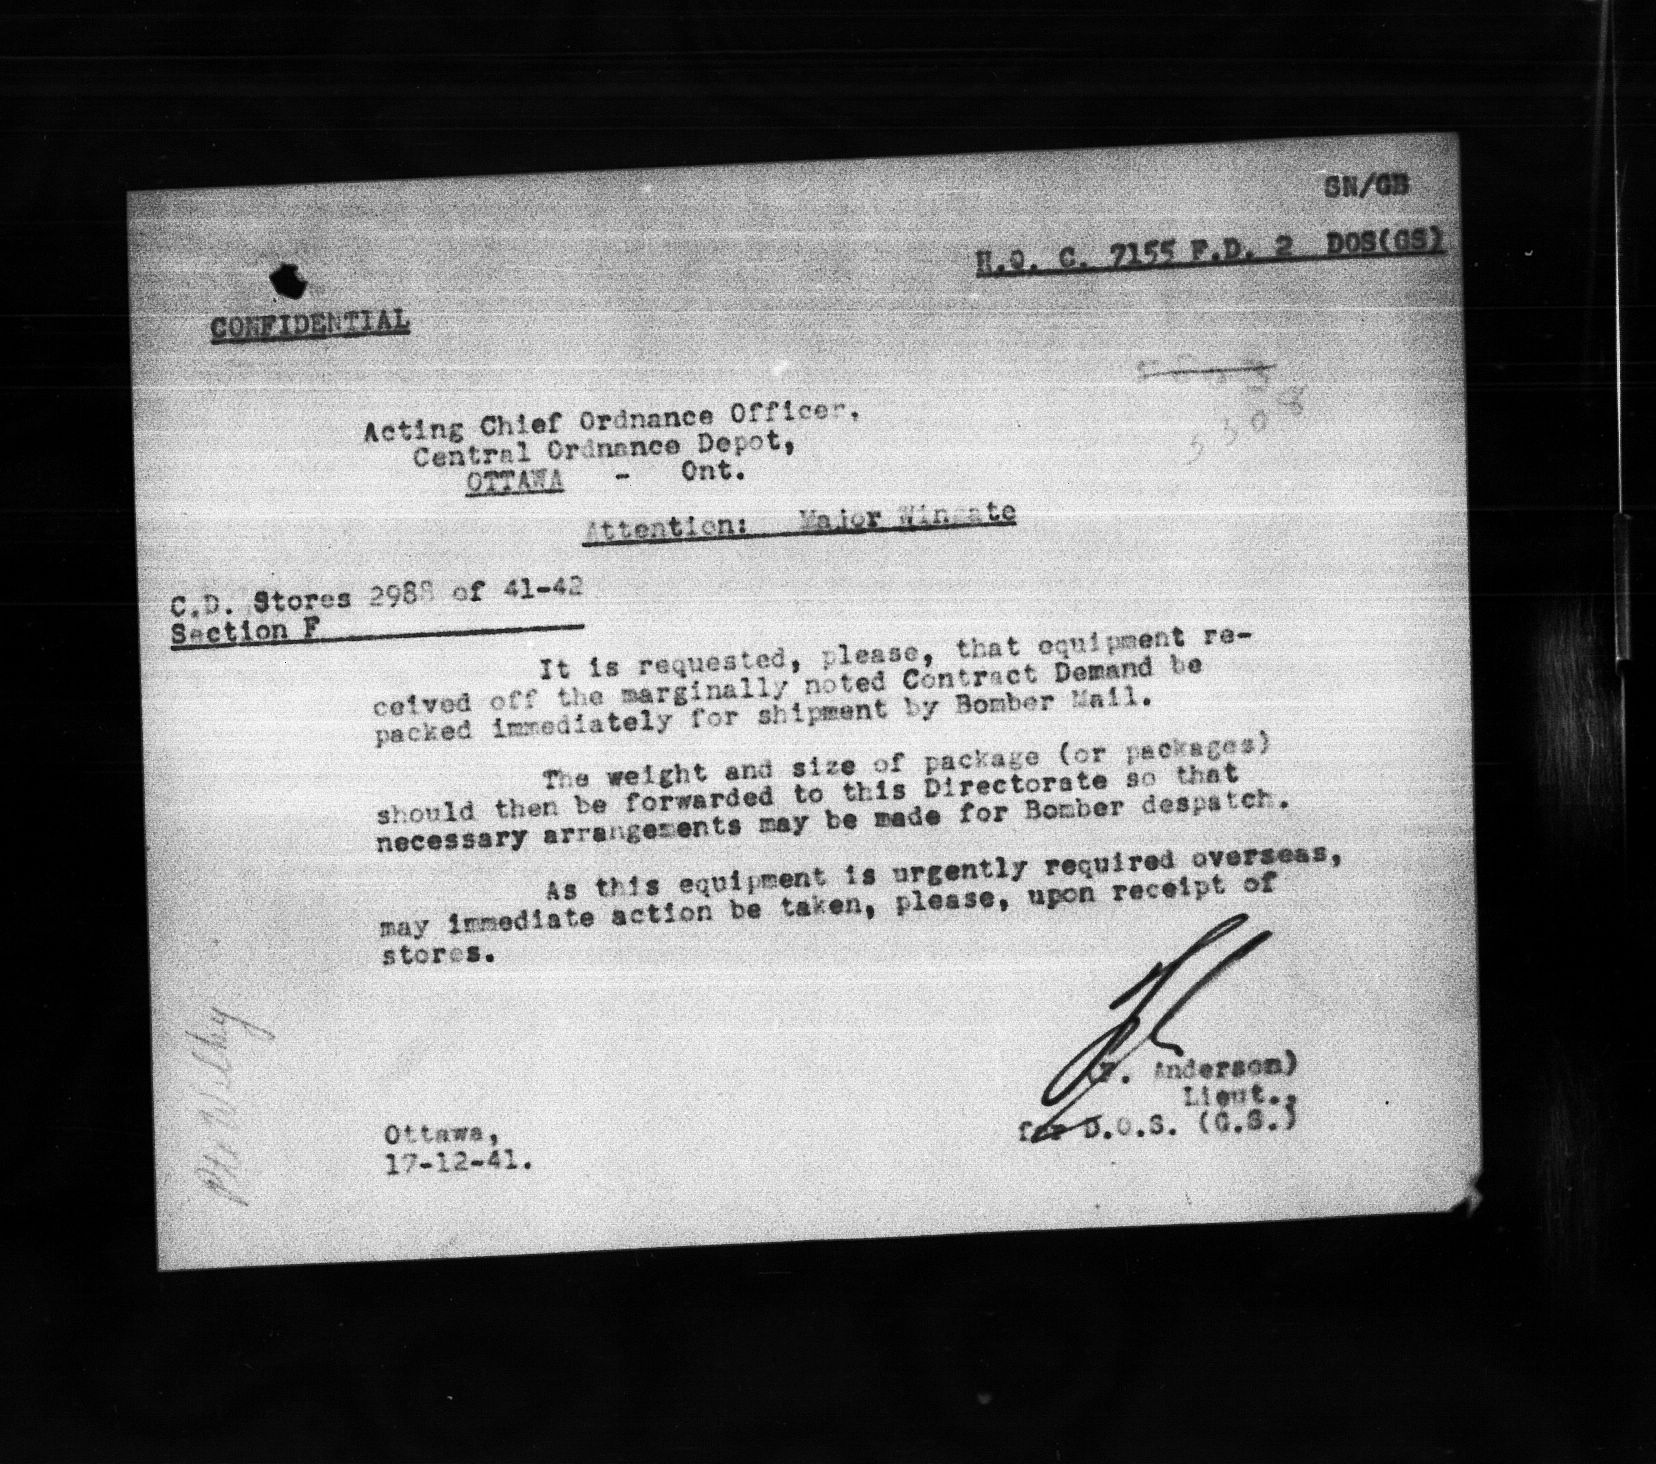 SN/GB
H.Q. C. 7155 F.D. 2 DOS(GS)
CONFIDENTIAL
5308
Acting Chief Ordnance Officer,
Central Ordnance Depot,
OTTAWA - Ont.
Attention: Major Wingate
C.D. Stores 2988 of 41-42
Section F
It is requested, please, that equipment re-
ceived off the marginally noted Contract Demand be
packed immediately for shipment by Bomber Mail.
The weight and size of package (or packages)
should then be forwarded to this Directorate so that
necessary arrangements may be made for Bomber despatch.
As this equipment is urgently required overseas,
may immediate action be taken, please, upon receipt of
stores.
Anderson)
Lieut.,
for D.O.S. (G.S.)
Ottawa,
17-12-41.